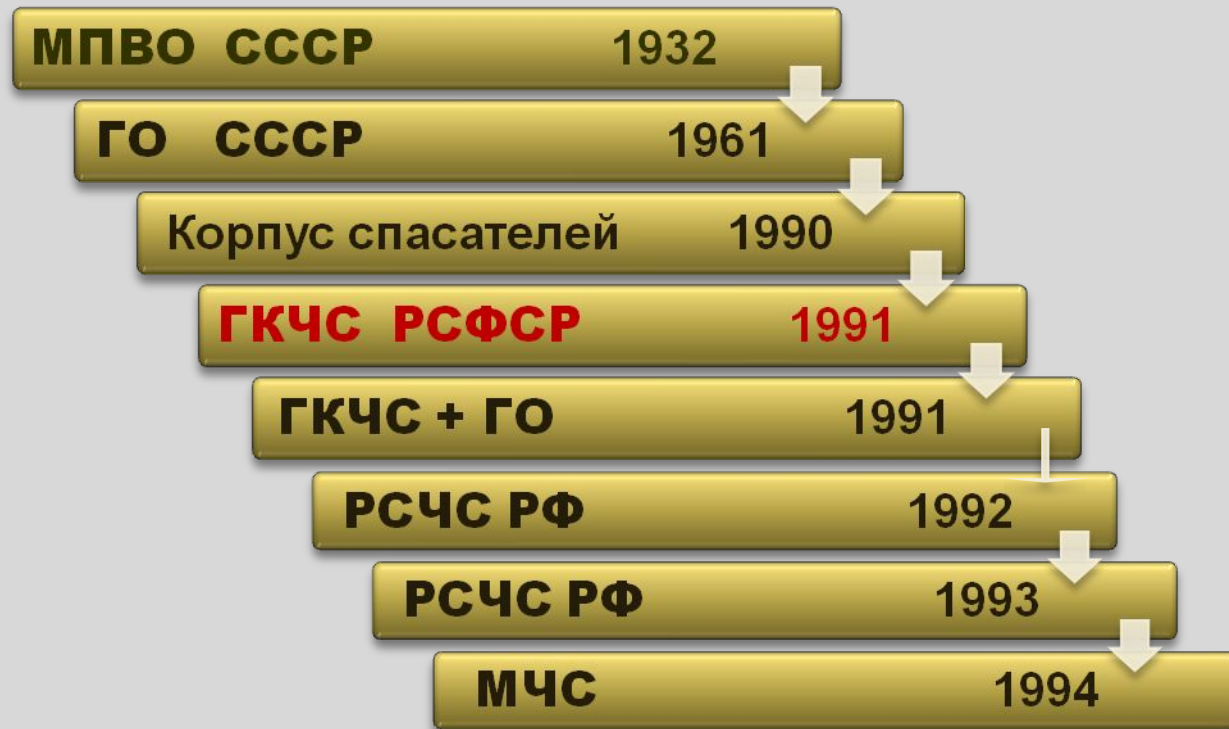 МПВО СССР 1932
ГО СССР 1961
Корпус спасателей 1990
ГКЧС РСФСР 1991
ГКЧС + ГО 1991
РСЧС РФ 1992
РСЧС РФ 1993
МЧС 1994